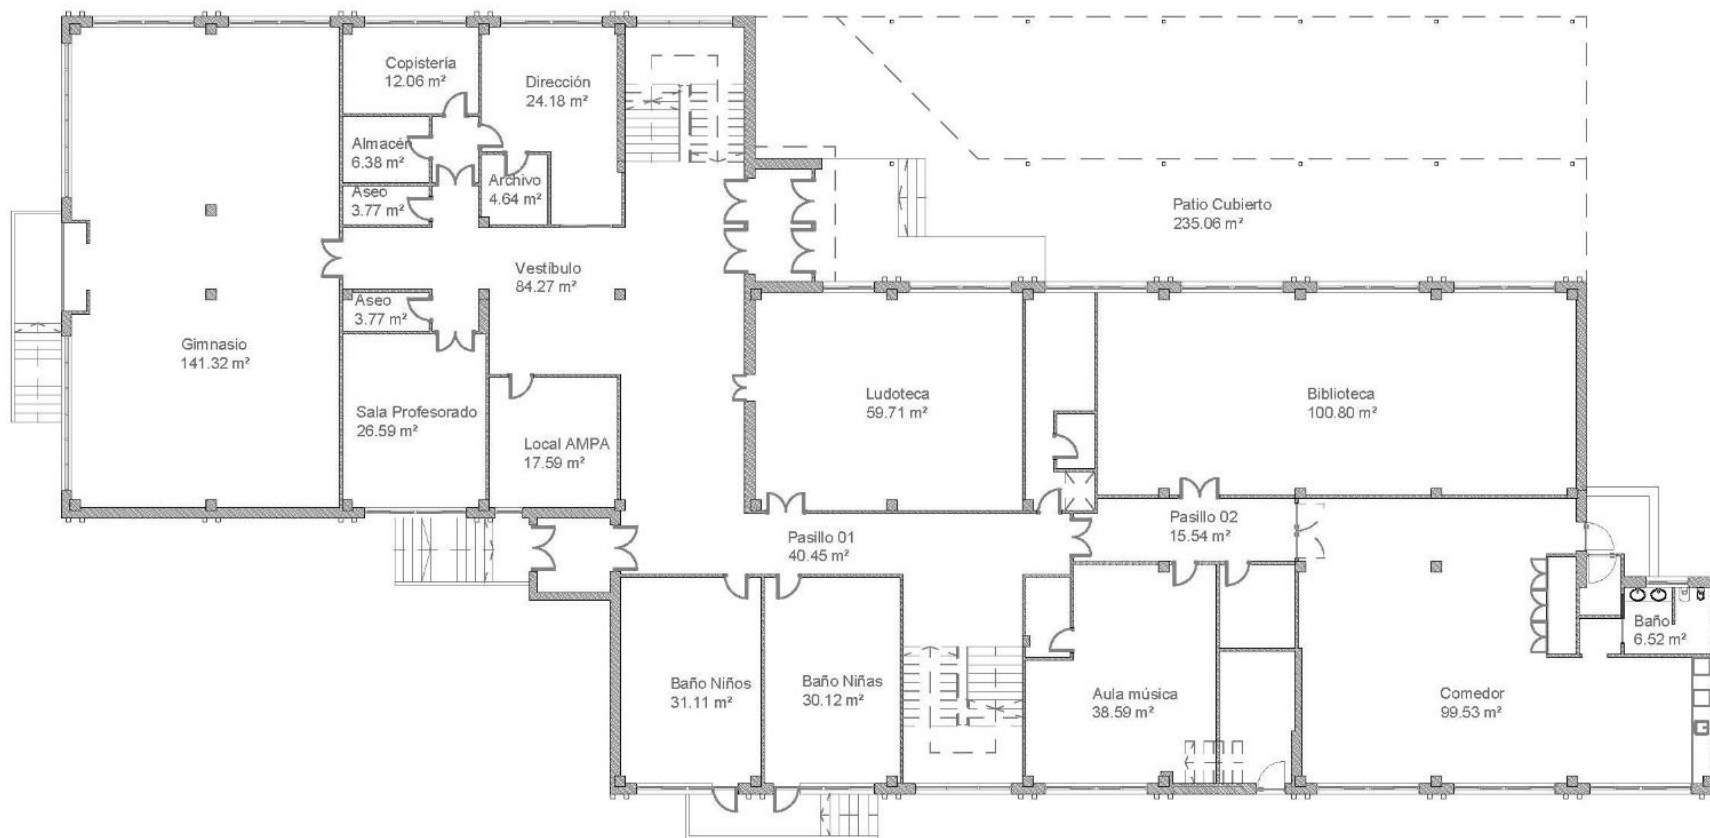 Copistería
12.06 m²
Dirección
24.18 m²
Almacén
6.38 m²
Archivo
4.64 m²
Aseo
3.77 m²
Patio Cubierto
235.06 m²
Vestíbulo
84.27 m²
Aseo
3.77 m²
Gimnasio
141.32 m²
Ludoteca
59.71 m²
Biblioteca
100.80 m²
Sala Profesorado
26.59 m²
Local AMPA
17.59 m²
Pasillo 01
40.45 m²
Pasillo 02
15.54 m²
Baño
6.52 m²
Baño Niños
31.11 m²
Baño Niñas
30.12 m²
Aula música
38.59 m²
Comedor
99.53 m²